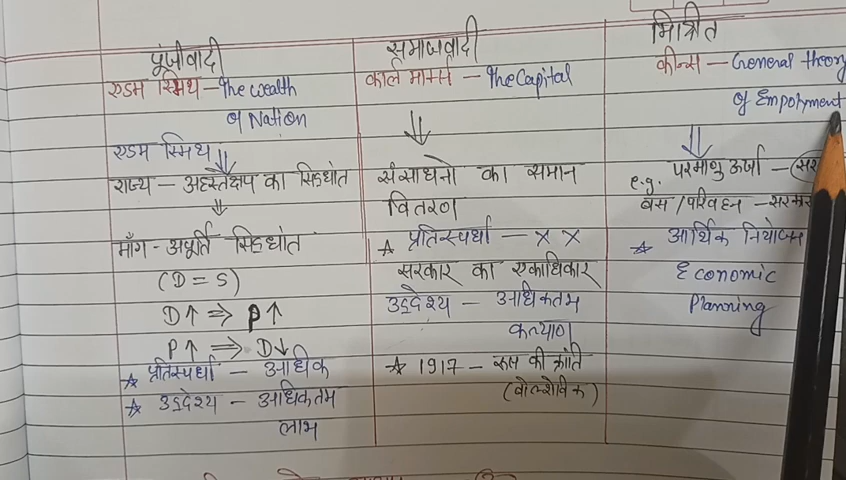 पूंजीवादी
एडम स्मिथ – the wealth
of Nation
एडम स्मिथ
राज्य – अहस्तक्षेप का सिद्धांत
माँग - आपूर्ति सिद्धांत
(D = S)
D↑ ⇒ P↑
P↑ ⇒ D↓
★ प्रतिस्पर्धा – अधिक
★ उद्देश्य – अधिकतम
लाभ
समाजवादी
कार्ल मार्क्स – the Capital
संसाधनो का समान
वितरण
★ प्रतिस्पर्धा – × ×
सरकार का एकाधिकार
उद्देश्य – अधिकतम
कल्याण
★ 1917 – रूस की क्रांति
(वोल्शेविक)
मिश्रित
कीन्स – General theory
of Empolyment
e.g. परमाणु ऊर्जा –
बस / परिवहन –
★ आर्थिक नियोजन
Economic
Planning